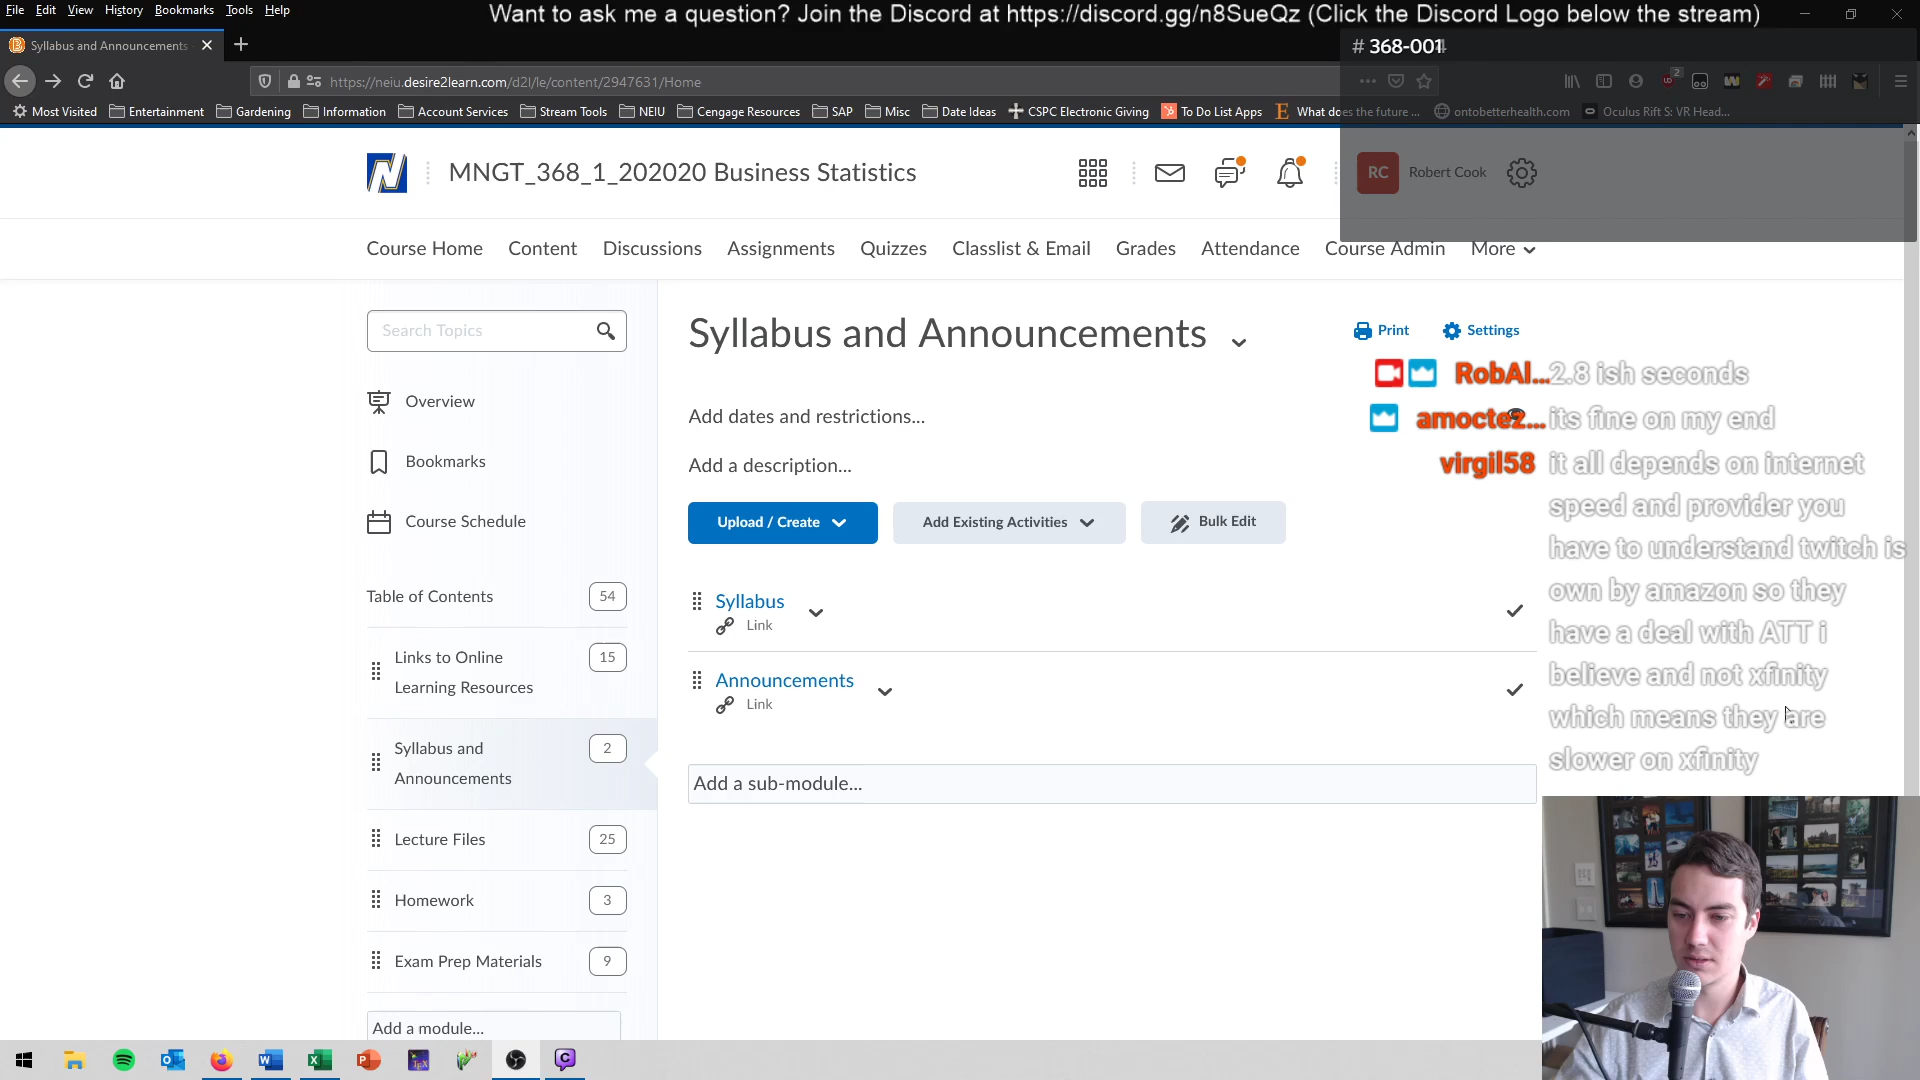 File Edit View History Bookmarks Tools Help
Want to ask me a question? Join the Discord at https://discord.gg/n8SueQz (Click the Discord Logo below the stream)
Syllabus and Announcements
# 368-001
https://neiu.desire2learn.com/d2l/le/content/2947631/Home
2
Most Visited Entertainment Gardening Information Account Services Stream Tools NEIU Cengage Resources SAP Misc Date Ideas CSPC Electronic Giving To Do List Apps What does the future ... ontobetterhealth.com Oculus Rift S: VR Head...
MNGT_368_1_202020 Business Statistics
RC Robert Cook
Course Home Content Discussions Assignments Quizzes Classlist & Email Grades Attendance Course Admin More
Search Topics
Overview
Bookmarks
Course Schedule
Table of Contents 54
Links to Online
Learning Resources
15
Syllabus and
Announcements
2
Lecture Files 25
Homework 3
Exam Prep Materials 9
Add a module...
Syllabus and Announcements
Print Settings
Add dates and restrictions...
Add a description...
Upload / Create Add Existing Activities Bulk Edit
Syllabus
Link
Announcements
Link
Add a sub-module...
RobAl... 2.8 ish seconds
amoctez... its fine on my end
virgil58 it all depends on internet
speed and provider you
have to understand twitch is
own by amazon so they
have a deal with ATT i
believe and not xfinity
which means they are
slower on xfinity